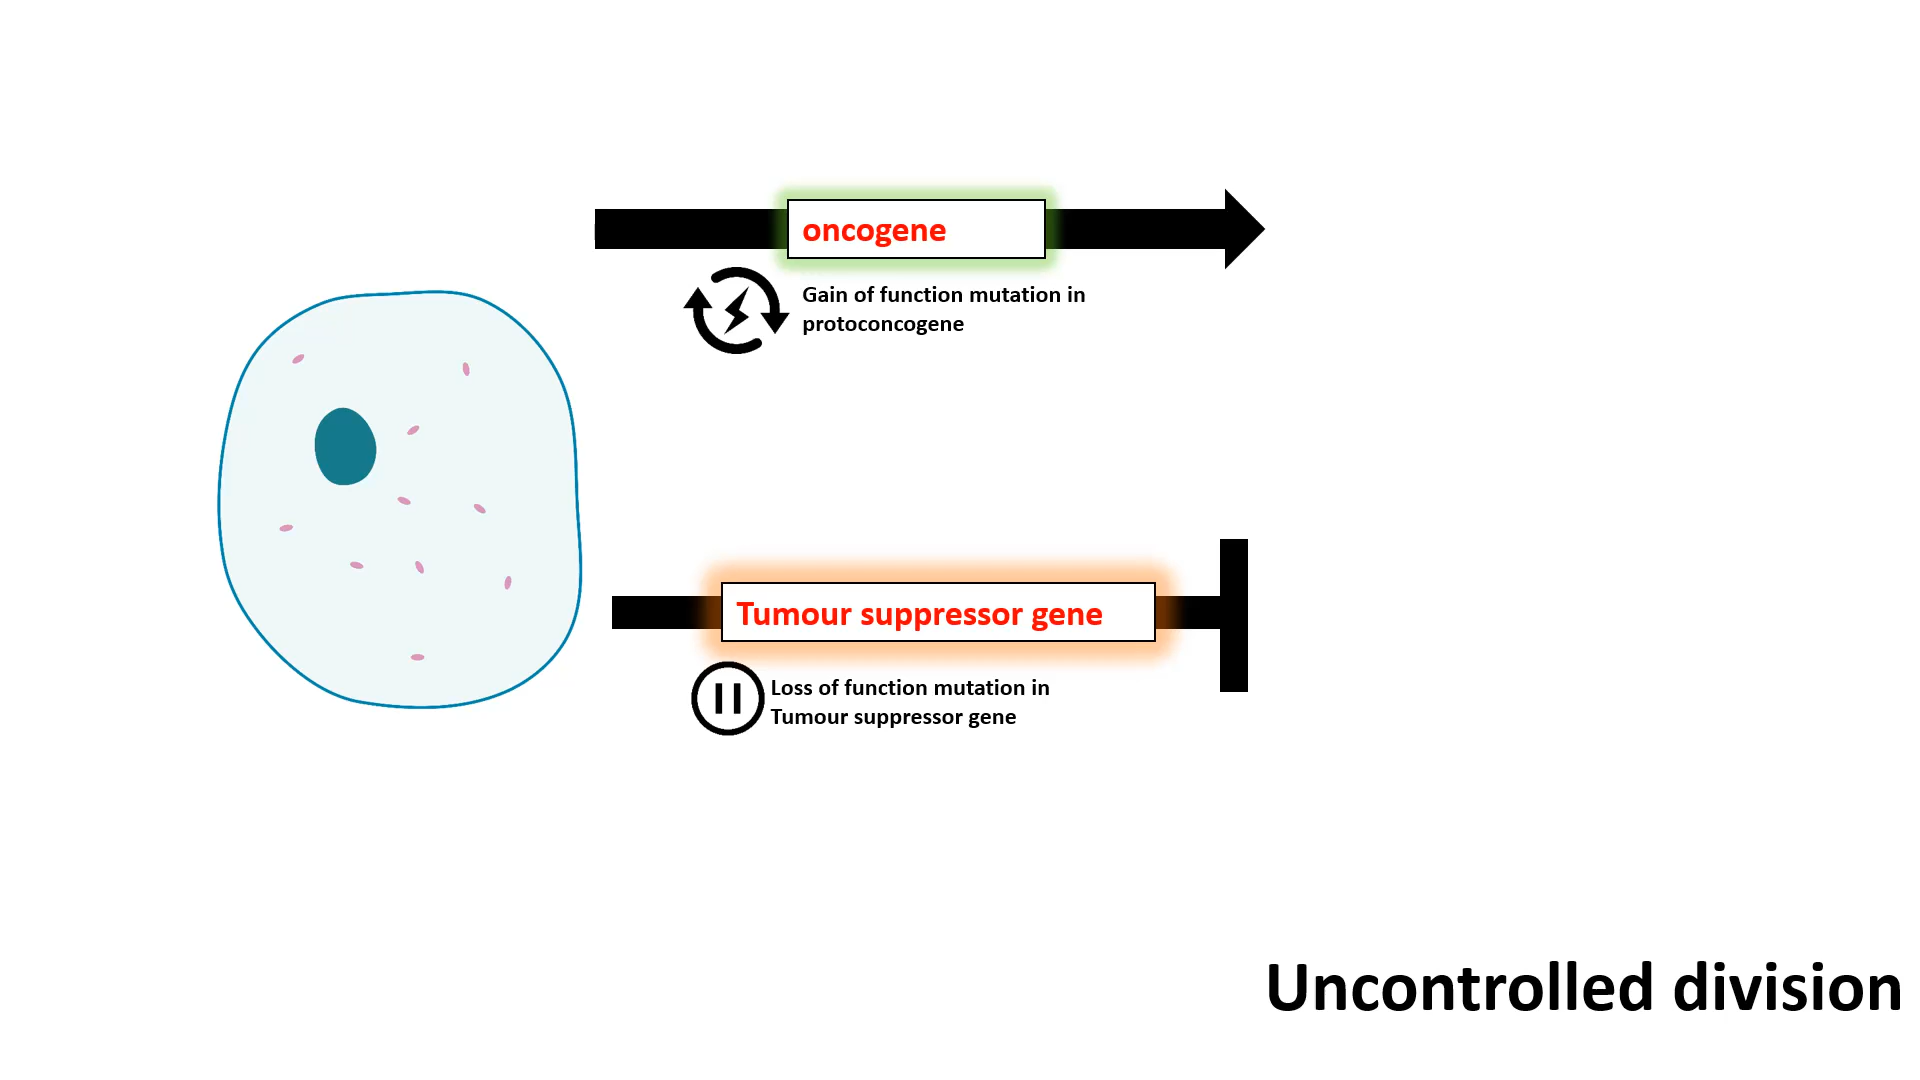 oncogene
Gain of function mutation in
protoconcogene
Tumour suppressor gene
Loss of function mutation in
Tumour suppressor gene
Uncontrolled division